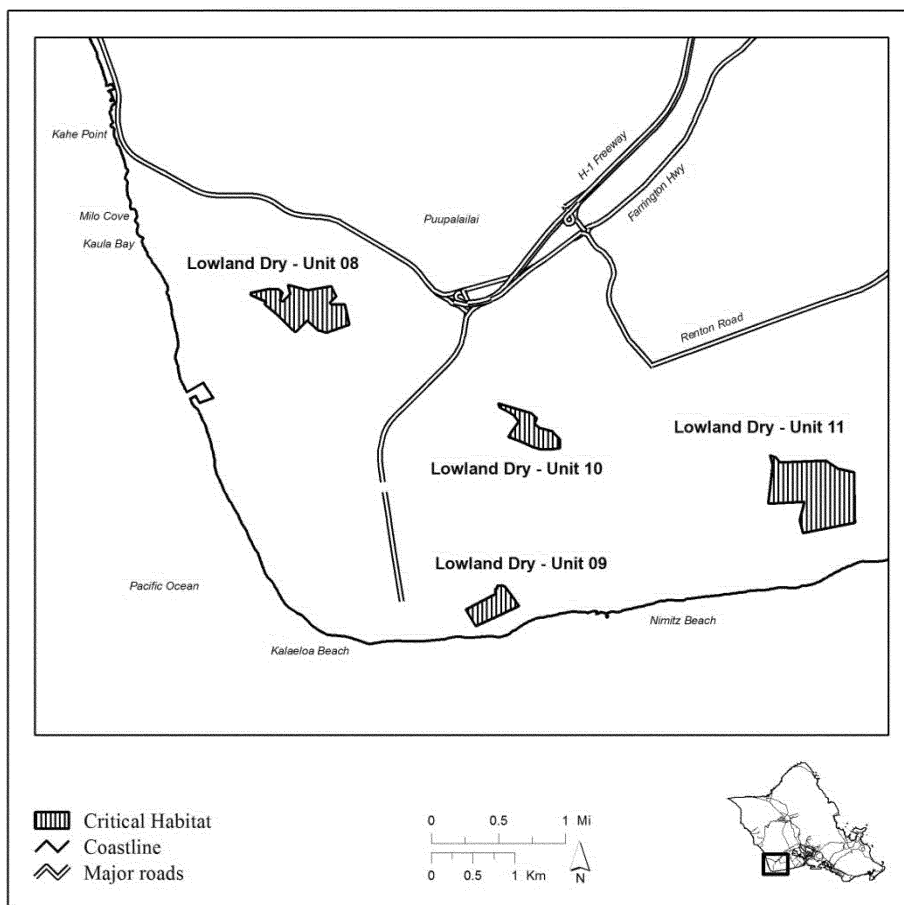 H-1 Freeway
Kahe Point
Farrington Hwy
Milo Cove
Puupalailai
Kaula Bay
Lowland Dry - Unit 08
Renton Road
Lowland Dry - Unit 11
Lowland Dry - Unit 10
Lowland Dry - Unit 09
Pacific Ocean
Nimitz Beach
Kalaeloa Beach
Critical Habitat
Coastline
Major roads
0 0.5 1 Mi
0 0.5 1 Km
N